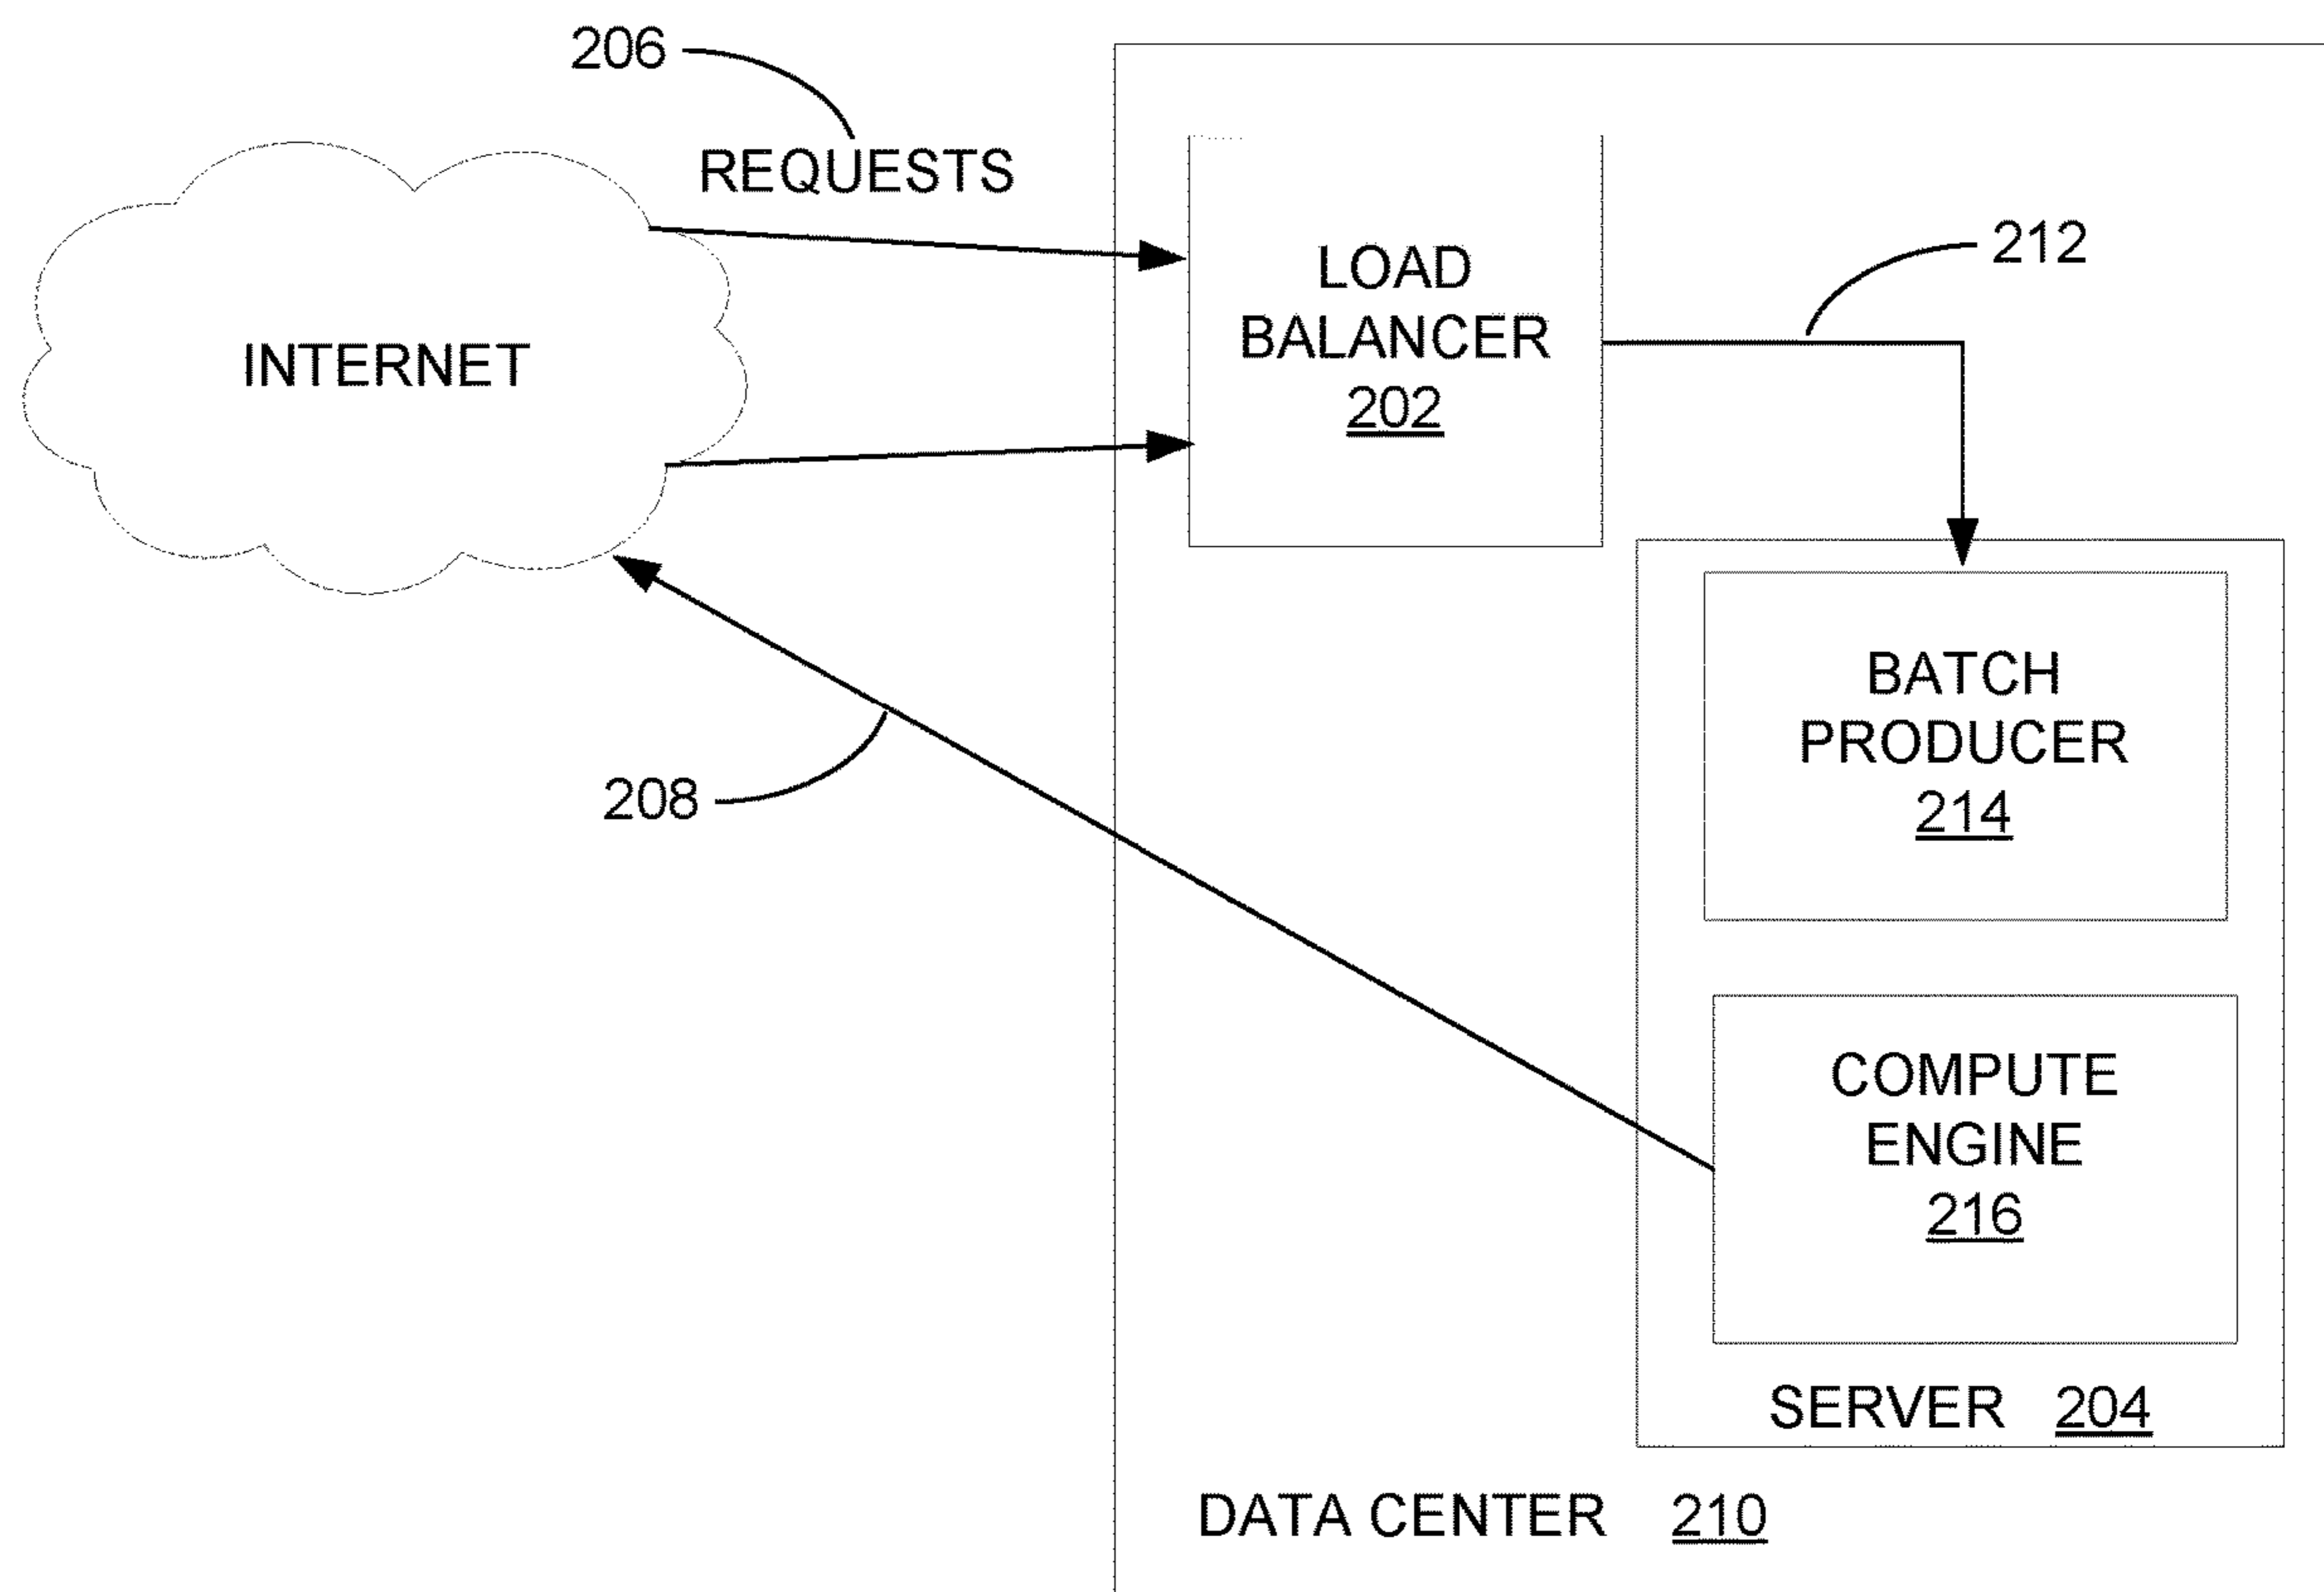 206
REQUESTS
INTERNET
LOAD
BALANCER
202
212
208
BATCH
PRODUCER
214
COMPUTE
ENGINE
216
SERVER 204
DATA CENTER 210